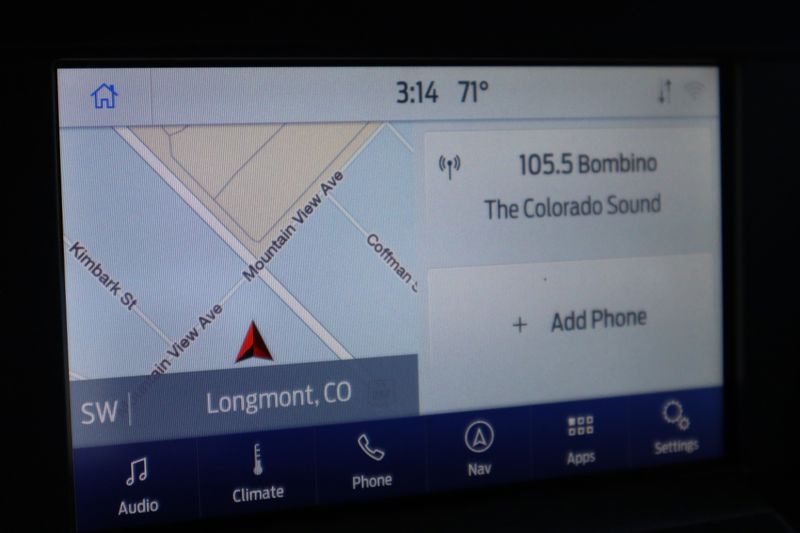 3:14 71°
105.5 Bombino
The Colorado Sound
Mountain View Ave
Coffman
Kimbark St
View Ave
+ Add Phone
SW Longmont, CO
Audio Climate Phone Nav Apps Settings